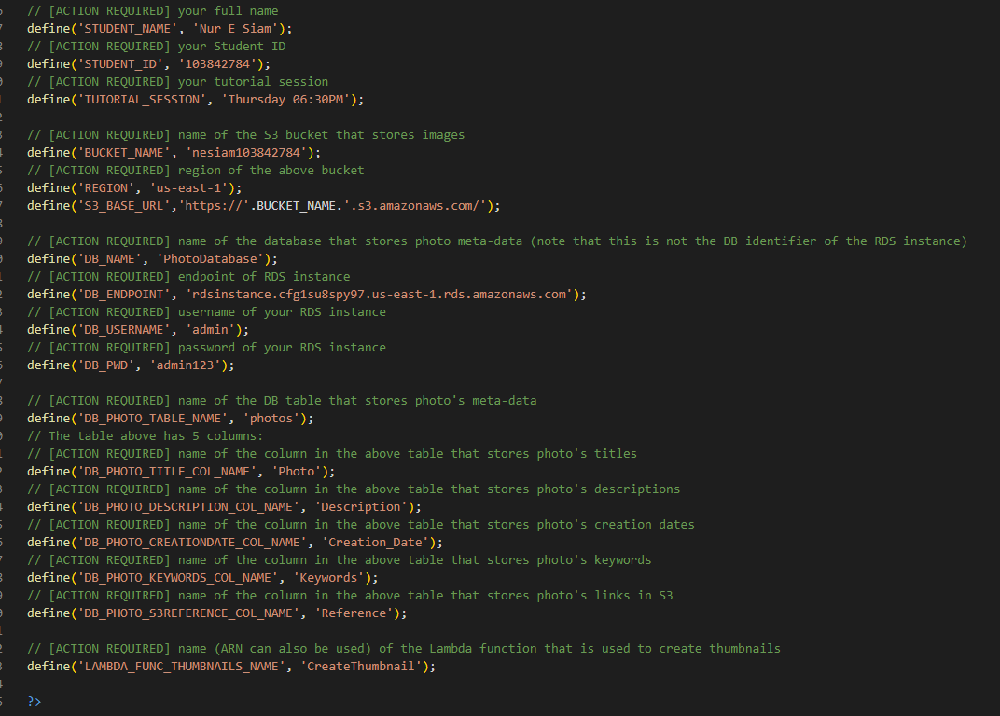 // [ACTION REQUIRED] your full name
define('STUDENT_NAME', 'Nur E Siam');
// [ACTION REQUIRED] your Student ID
define('STUDENT_ID', '103842784');
// [ACTION REQUIRED] your tutorial session
define('TUTORIAL_SESSION', 'Thursday 06:30PM');
// [ACTION REQUIRED] name of the S3 bucket that stores images
define('BUCKET_NAME', 'nesiam103842784');
// [ACTION REQUIRED] region of the above bucket
define('REGION', 'us-east-1');
define('S3_BASE_URL','https://'.BUCKET_NAME.'.s3.amazonaws.com/');
// [ACTION REQUIRED] name of the database that stores photo meta-data (note that this is not the DB identifier of the RDS instance)
define('DB_NAME', 'PhotoDatabase');
// [ACTION REQUIRED] endpoint of RDS instance
define('DB_ENDPOINT', 'rdsinstance.cfg1su8spy97.us-east-1.rds.amazonaws.com');
// [ACTION REQUIRED] username of your RDS instance
define('DB_USERNAME', 'admin');
// [ACTION REQUIRED] password of your RDS instance
define('DB_PWD', 'admin123');
// [ACTION REQUIRED] name of the DB table that stores photo's meta-data
define('DB_PHOTO_TABLE_NAME', 'photos');
// The table above has 5 columns:
// [ACTION REQUIRED] name of the column in the above table that stores photo's titles
define('DB_PHOTO_TITLE_COL_NAME', 'Photo');
// [ACTION REQUIRED] name of the column in the above table that stores photo's descriptions
define('DB_PHOTO_DESCRIPTION_COL_NAME', 'Description');
// [ACTION REQUIRED] name of the column in the above table that stores photo's creation dates
define('DB_PHOTO_CREATIONDATE_COL_NAME', 'Creation_Date');
// [ACTION REQUIRED] name of the column in the above table that stores photo's keywords
define('DB_PHOTO_KEYWORDS_COL_NAME', 'Keywords');
// [ACTION REQUIRED] name of the column in the above table that stores photo's links in S3
define('DB_PHOTO_S3REFERENCE_COL_NAME', 'Reference');
// [ACTION REQUIRED] name (ARN can also be used) of the Lambda function that is used to create thumbnails
define('LAMBDA_FUNC_THUMBNAILS_NAME', 'CreateThumbnail');
?>